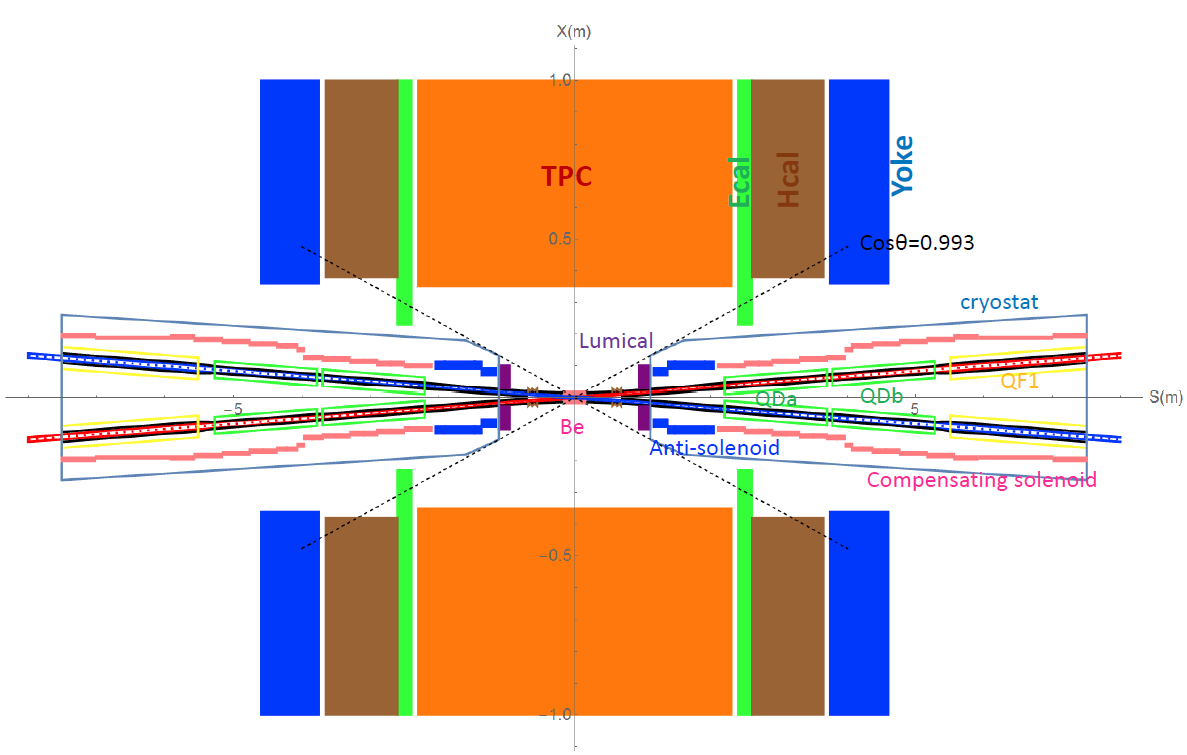 X(m)
1.0
TPC
Ecal
Hcal
Yoke
0.5
Cosθ=0.993
cryostat
Lumical
QF1
QDa
QDb
−5
5
S(m)
Be
Anti-solenoid
Compensating solenoid
−0.5
−1.0